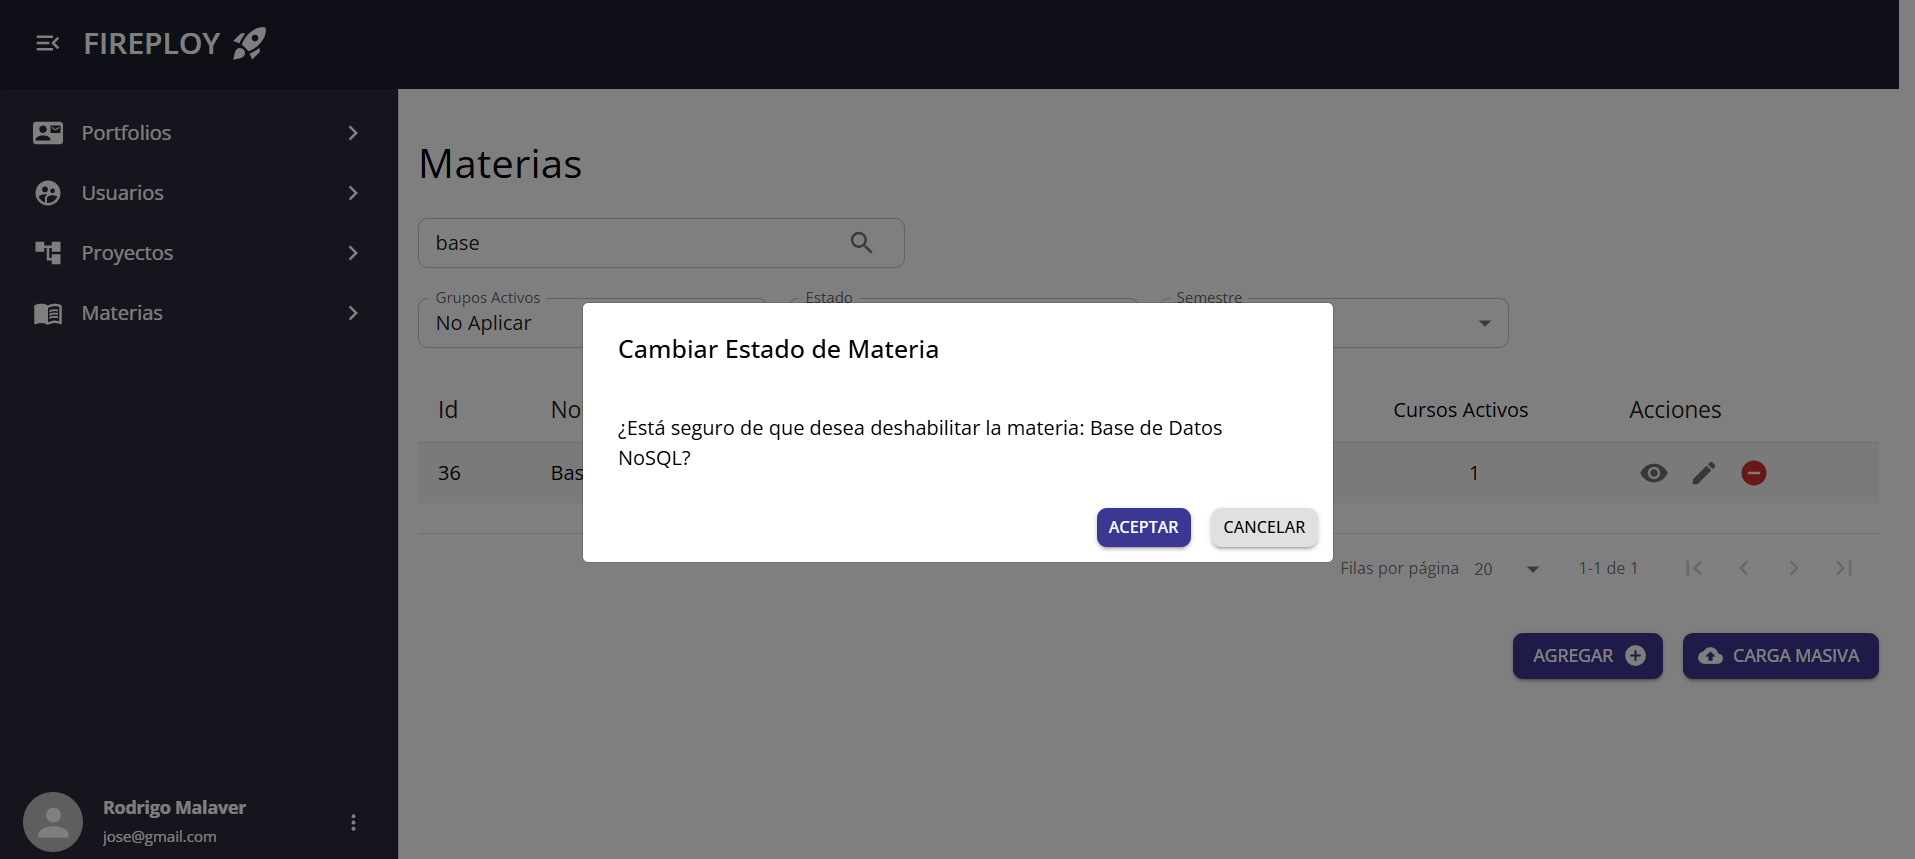 FIREPLOY
Portfolios
Usuarios
Proyectos
Materias
Materias
base
Grupos Activos
No Aplicar
Estado
Semestre
Cambiar Estado de Materia
¿Está seguro de que desea deshabilitar la materia: Base de Datos
NoSQL?
ACEPTAR
CANCELAR
Id
No
Cursos Activos
Acciones
36
Bas
1
Filas por página
20
1-1 de 1
AGREGAR
CARGA MASIVA
Rodrigo Malaver
jose@gmail.com